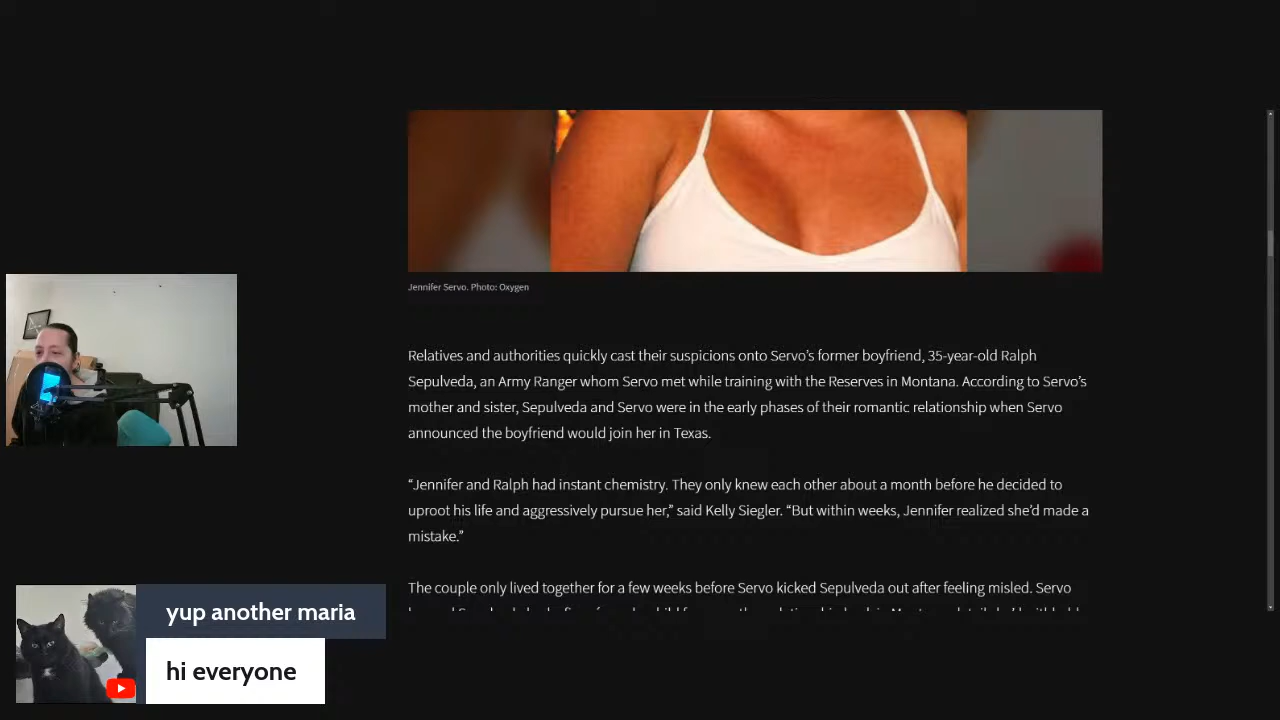 Jennifer Servo. Photo: Oxygen
Relatives and authorities quickly cast their suspicions onto Servo’s former boyfriend, 35-year-old Ralph
Sepulveda, an Army Ranger whom Servo met while training with the Reserves in Montana. According to Servo’s
mother and sister, Sepulveda and Servo were in the early phases of their romantic relationship when Servo
announced the boyfriend would join her in Texas.
“Jennifer and Ralph had instant chemistry. They only knew each other about a month before he decided to
uproot his life and aggressively pursue her,” said Kelly Siegler. “But within weeks, Jennifer realized she’d made a
mistake.”
The couple only lived together for a few weeks before Servo kicked Sepulveda out after feeling misled. Servo
yup another maria
hi everyone